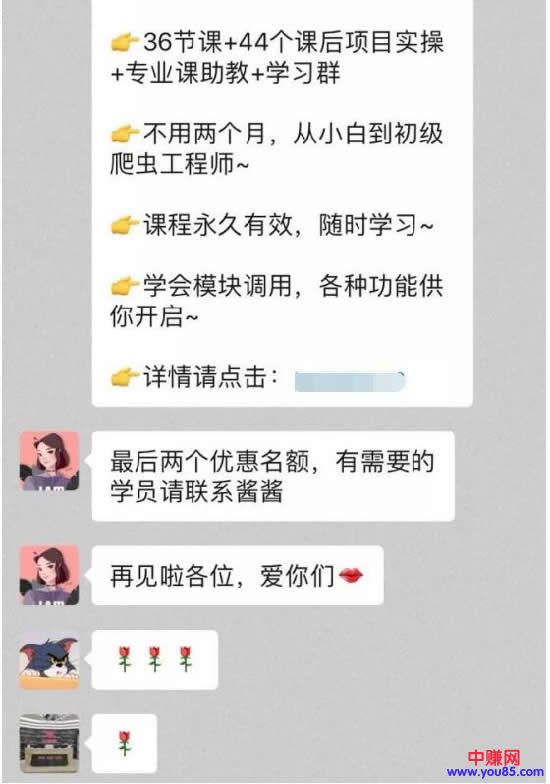 👉36节课+44个课后项目实操
+专业课助教+学习群
👉不用两个月，从小白到初级
爬虫工程师~
👉课程永久有效，随时学习~
👉学会模块调用，各种功能供
你开启~
👉详情请点击：
最后两个优惠名额，有需要的
学员请联系酱酱
再见啦各位，爱你们💋
🌹🌹🌹
🌹
中赚网
www.you85.com